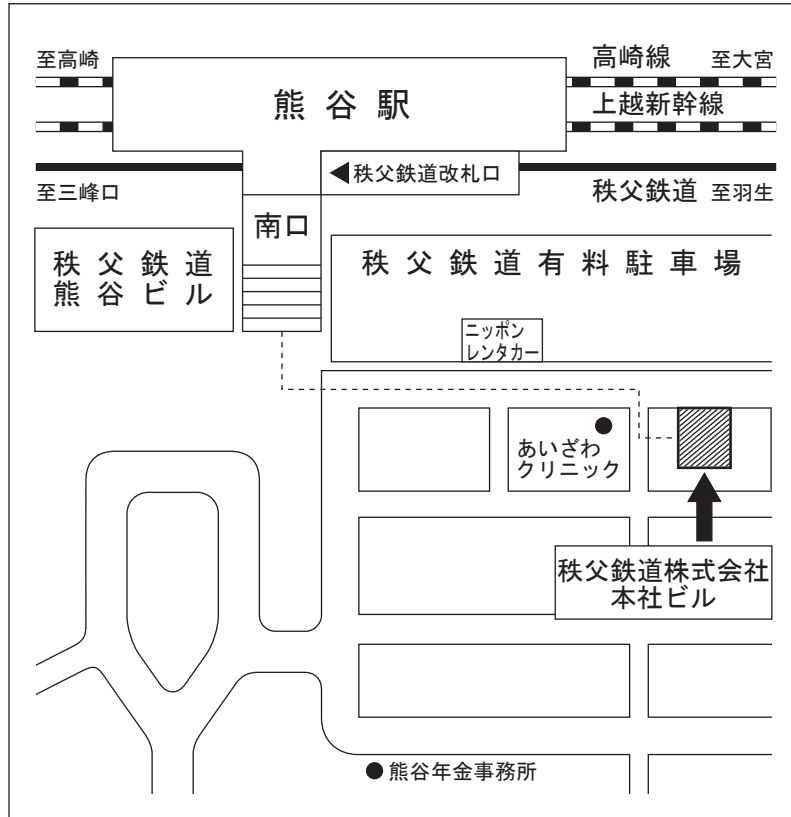 至高崎
高崎線
至大宮
熊谷駅
上越新幹線
秩父鉄道改札口
至三峰口
秩父鉄道
至羽生
南口
秩父鉄道
熊谷ビル
秩父鉄道有料駐車場
ニッポン
レンタカー
あいざわ
クリニック
秩父鉄道株式会社
本社ビル
熊谷年金事務所